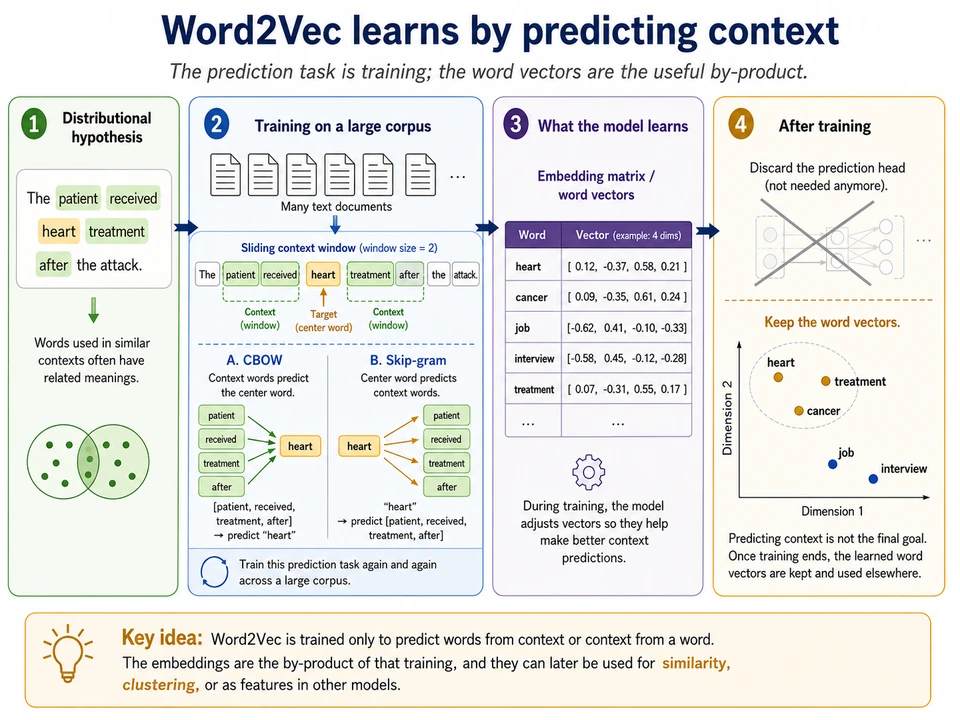 Word2Vec learns by predicting context
The prediction task is training; the word vectors are the useful by-product.
1 Distributional
hypothesis
The patient received
heart treatment
after the attack.
Words used in similar
contexts often have
related meanings.
2 Training on a large corpus
...
Many text documents
Sliding context window (window size = 2)
The patient received heart treatment after the attack.
Context
(window)
Target
(center word)
Context
(window)
A. CBOW
Context words predict
the center word.
patient
received
treatment
after
heart
[patient, received,
treatment, after]
→ predict “heart”
B. Skip-gram
Center word predicts
context words.
heart
patient
received
treatment
after
“heart”
→ predict [patient, received,
treatment, after]
Train this prediction task again and again
across a large corpus.
3 What the model learns
Embedding matrix /
word vectors
Word Vector (example: 4 dims)
heart [ 0.12, -0.37, 0.58, 0.21 ]
cancer [ 0.09, -0.35, 0.61, 0.24 ]
job [-0.62, 0.41, -0.10, -0.33]
interview [-0.58, 0.45, -0.12, -0.28]
treatment [ 0.07, -0.31, 0.55, 0.17 ]
... ...
During training, the model
adjusts vectors so they help
make better context
predictions.
4 After training
Discard the prediction head
(not needed anymore).
...
Keep the word vectors.
heart
treatment
cancer
job
interview
Dimension 2
Dimension 1
Predicting context is not the final goal.
Once training ends, the learned word
vectors are kept and used elsewhere.
Key idea: Word2Vec is trained only to predict words from context or context from a word.
The embeddings are the by-product of that training, and they can later be used for similarity,
clustering, or as features in other models.